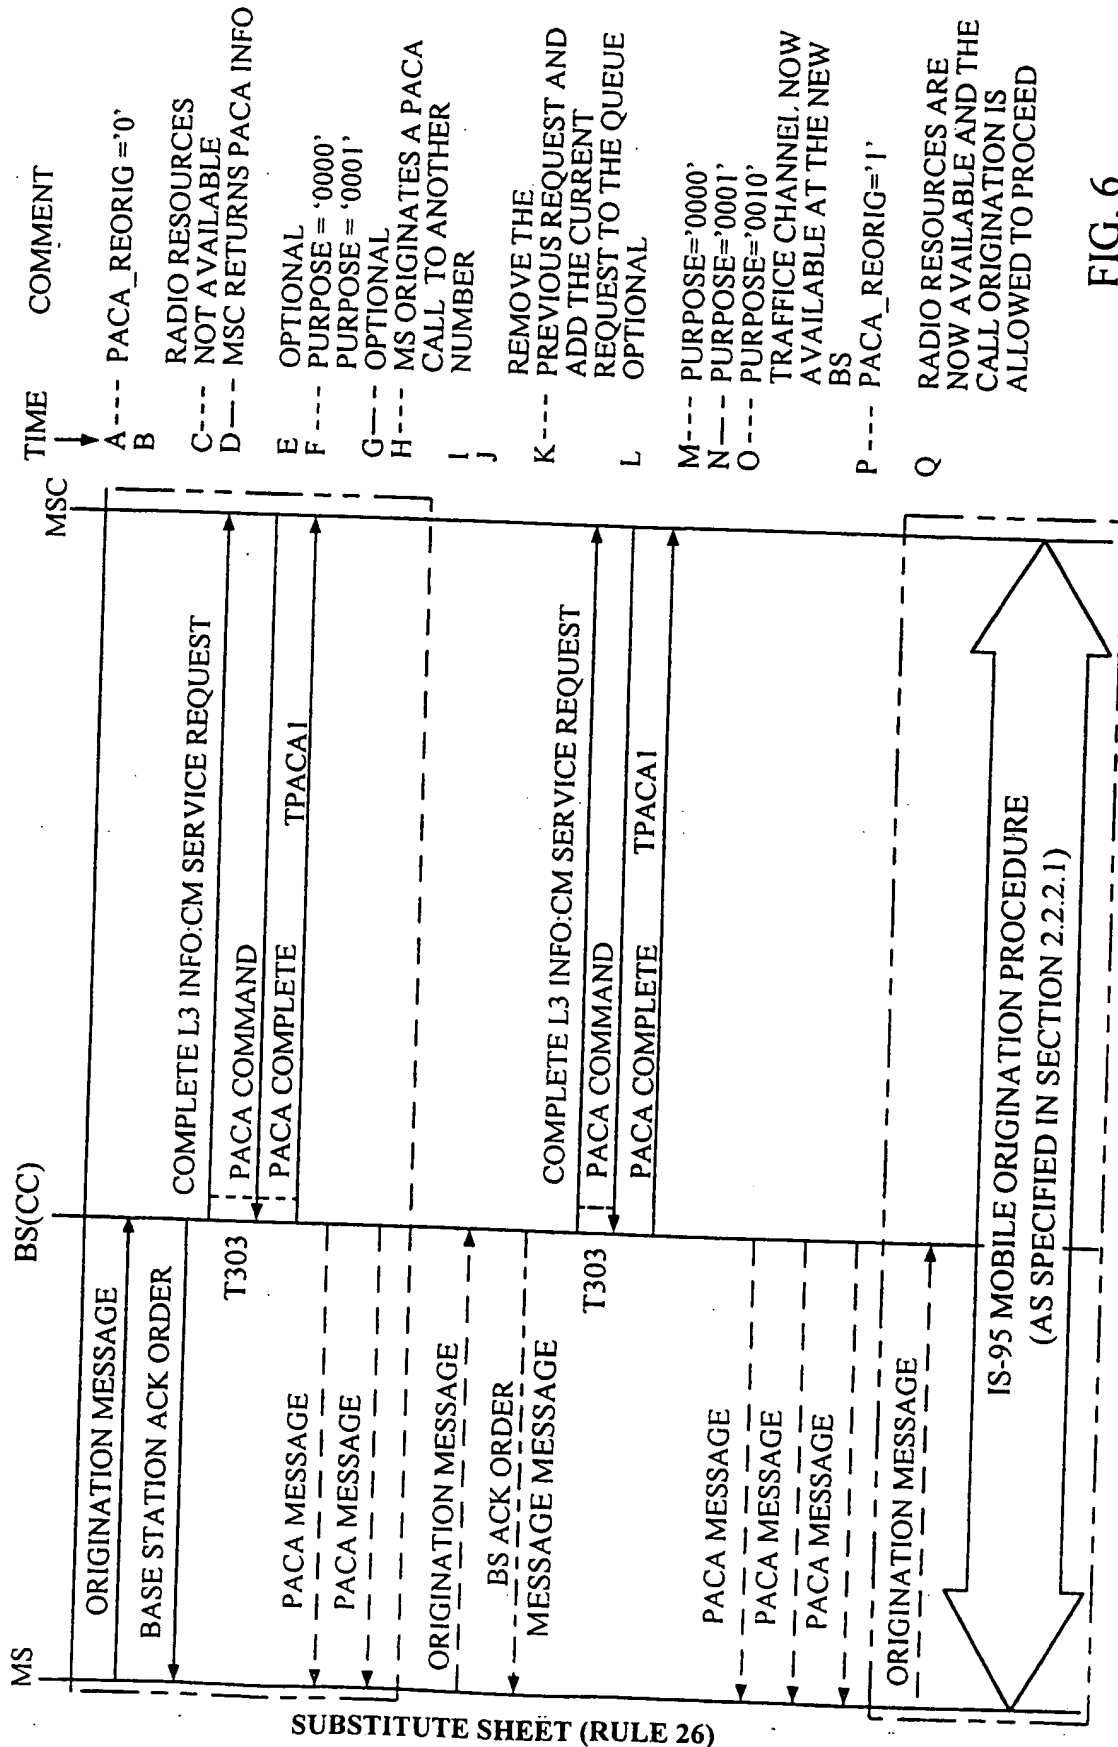 MS
BS(CC)
MSC
TIME
COMMENT
ORIGINATION MESSAGE
A---- PACA_REORIG ='0'
BASE STATION ACK ORDER
B
COMPLETE L3 INFO:CM SERVICE REQUEST
T303
RADIO RESOURCES
C---- NOT AVAILABLE
PACA COMMAND
D---- MSC RETURNS PACA INFO
PACA COMPLETE
TPACA1
E OPTIONAL
PACA MESSAGE
F ---- PURPOSE = '0000'
PURPOSE = '0001'
PACA MESSAGE
G---- OPTIONAL
H---- MS ORIGINATES A PACA
CALL TO ANOTHER
NUMBER
ORIGINATION MESSAGE
I
BS ACK ORDER
J
MESSAGE MESSAGE
COMPLETE L3 INFO:CM SERVICE REQUEST
T303
REMOVE THE
K---- PREVIOUS REQUEST AND
ADD THE CURRENT
REQUEST TO THE QUEUE
PACA COMMAND
PACA COMPLETE
TPACA1
L OPTIONAL
PACA MESSAGE
M---- PURPOSE='0000'
PACA MESSAGE
N---- PURPOSE='0001'
PACA MESSAGE
O---- PURPOSE='0010'
TRAFFICE CHANNEL NOW
AVAILABLE AT THE NEW
BS
ORIGINATION MESSAGE
P---- PACA_REORIG='1'
IS-95 MOBILE ORIGINATION PROCEDURE
(AS SPECIFIED IN SECTION 2.2.2.1)
Q RADIO RESOURCES ARE
NOW AVAILABLE AND THE
CALL ORIGINATION IS
ALLOWED TO PROCEED
FIG. 6
SUBSTITUTE SHEET (RULE 26)